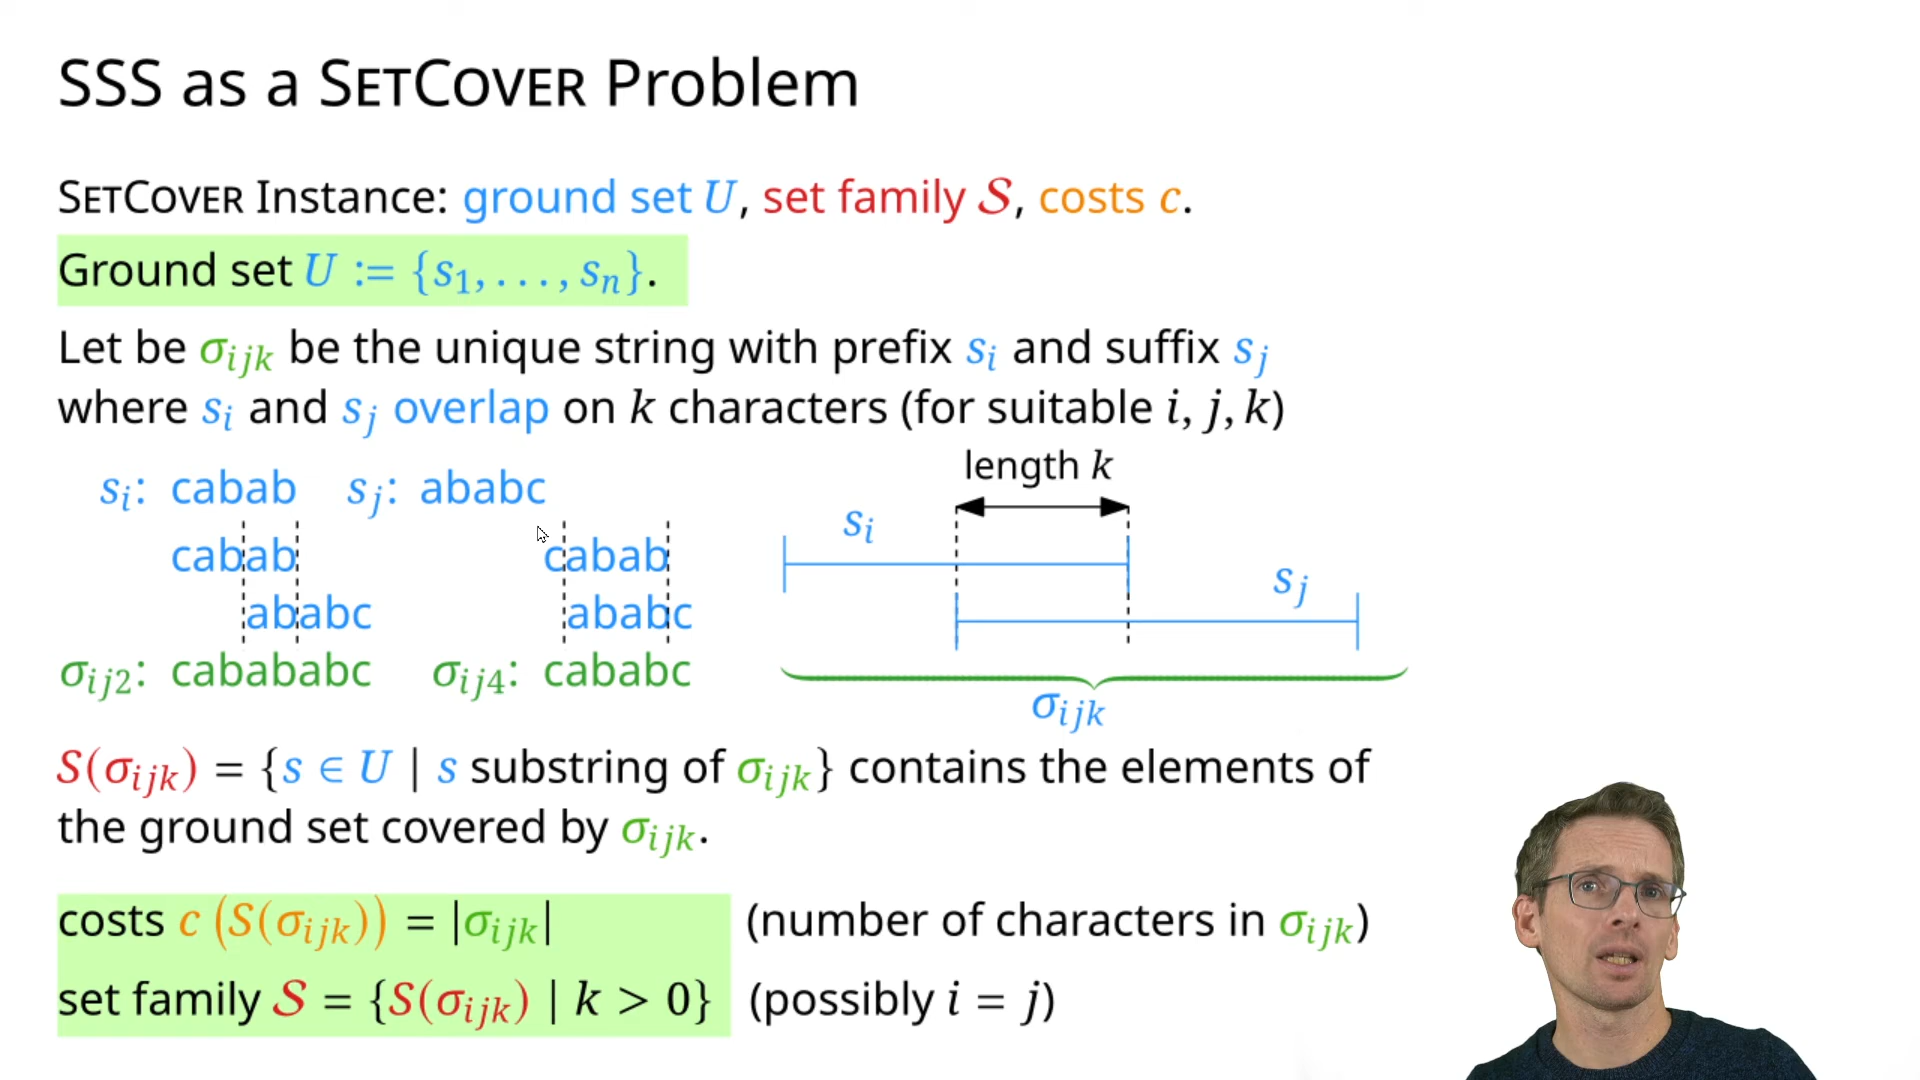 SSS as a SETCOVER Problem
SETCOVER Instance: ground set U, set family 𝒮, costs c.
Ground set U := {s₁, . . . , sₙ}.
Let be σᵢⱼₖ be the unique string with prefix sᵢ and suffix sⱼ
where sᵢ and sⱼ overlap on k characters (for suitable i, j, k)
length k
sᵢ: cabab sⱼ: ababc
sᵢ
cabab cabab
sⱼ
ababc ababc
σᵢⱼ₂: cabababc σᵢⱼ₄: cababc
σᵢⱼₖ
S(σᵢⱼₖ) = {s ∈ U | s substring of σᵢⱼₖ} contains the elements of
the ground set covered by σᵢⱼₖ.
costs c (S(σᵢⱼₖ)) = |σᵢⱼₖ| (number of characters in σᵢⱼₖ)
set family 𝒮 = {S(σᵢⱼₖ) | k > 0} (possibly i = j)